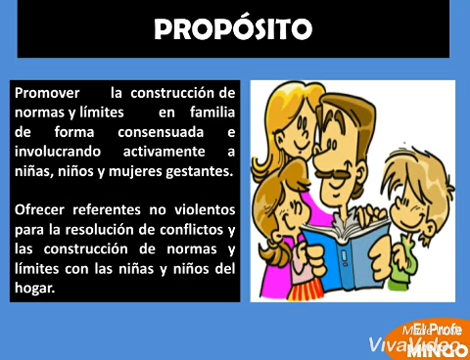 PROPÓSITO
Promover la construcción de
normas y límites en familia
de forma consensuada e
involucrando activamente a
niñas, niños y mujeres gestantes.
Ofrecer referentes no violentos
para la resolución de conflictos y
las construcción de normas y
límites con las niñas y niños del
hogar.
El Profe
VivaVideo
MINGO